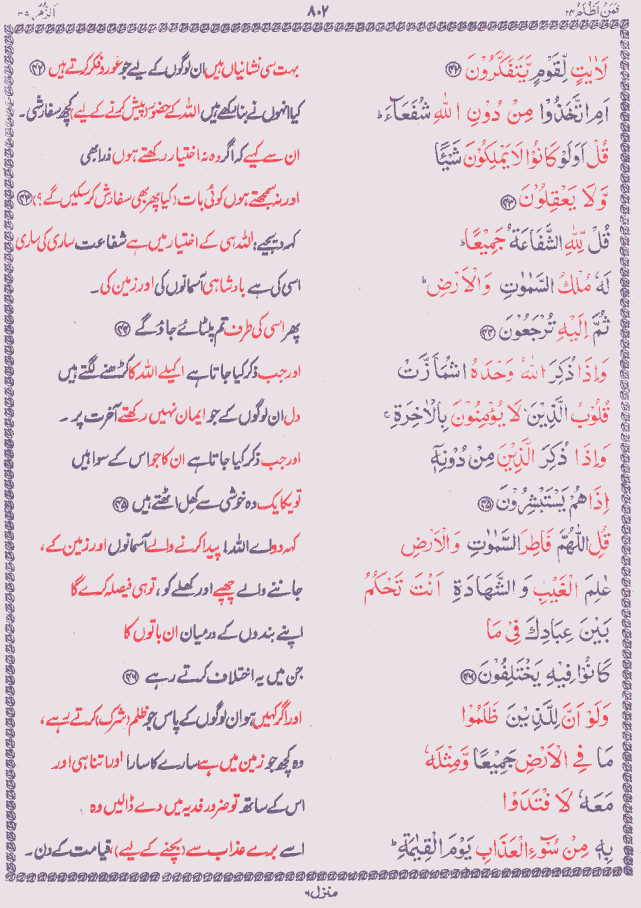 فَمَنْ اَظْلَمُ ۲۴ ۸۰۲ اَلزُّمَر ۳۹
لَاٰيٰتٍ لِّقَوْمٍ يَّتَفَكَّرُوْنَ ۴۲ بہت سی نشانیاں ہیں ان لوگوں کے لیے جو غور و فکر کرتے ہیں ۴۲
اَمِ اتَّخَذُوْا مِنْ دُوْنِ اللّٰهِ شُفَعَآءَ ؕ کیا انہوں نے بنا رکھے ہیں اللہ کے حضور (پیش کرنے کے لیے) کچھ سفارشی۔
قُلْ اَوَلَوْ كَانُوْا لَا يَمْلِكُوْنَ شَيْـًٔا ان سے کہیے کہ اگر وہ نہ اختیار رکھتے ہوں ذرا بھی
وَّلَا يَعْقِلُوْنَ ۴۳ اور نہ سمجھتے ہوں کوئی بات (کیا پھر بھی سفارش کر سکیں گے؟) ۴۳
قُلْ لِّلّٰهِ الشَّفَاعَةُ جَمِيْعًا ؕ کہہ دیجیے: اللہ ہی کے اختیار میں ہے شفاعت ساری کی ساری
لَهٗ مُلْكُ السَّمٰوٰتِ وَالْاَرْضِ ؕ اسی کی ہے بادشاہی آسمانوں کی اور زمین کی۔
ثُمَّ اِلَيْهِ تُرْجَعُوْنَ ۴۴ پھر اسی کی طرف تم پلٹائے جاؤ گے ۴۴
وَاِذَا ذُكِرَ اللّٰهُ وَحْدَهُ اشْمَاَزَّتْ اور جب ذکر کیا جاتا ہے اکیلے اللہ کا کڑھنے لگتے ہیں
قُلُوْبُ الَّذِيْنَ لَا يُؤْمِنُوْنَ بِالْاٰخِرَةِ ۚ دل ان لوگوں کے جو ایمان نہیں رکھتے آخرت پر۔
وَاِذَا ذُكِرَ الَّذِيْنَ مِنْ دُوْنِهٖۤ اور جب ذکر کیا جاتا ہے ان کا جو اس کے سوا ہیں
اِذَا هُمْ يَسْتَبْشِرُوْنَ ۴۵ تو یکایک وہ خوشی سے کھل اٹھتے ہیں ۴۵
قُلِ اللّٰهُمَّ فَاطِرَ السَّمٰوٰتِ وَالْاَرْضِ کہہ دو اے اللہ! پیدا کرنے والے آسمانوں اور زمین کے،
عٰلِمَ الْغَيْبِ وَالشَّهَادَةِ اَنْتَ تَحْكُمُ جاننے والے چھپے اور کھلے کو، تو ہی فیصلہ کرے گا
بَيْنَ عِبَادِكَ فِيْ مَا اپنے بندوں کے درمیان ان باتوں کا
كَانُوْا فِيْهِ يَخْتَلِفُوْنَ ۴۶ جن میں یہ اختلاف کرتے رہے ۴۶
وَلَوْ اَنَّ لِلَّذِيْنَ ظَلَمُوْا اور اگر کہیں ہو ان لوگوں کے پاس جو ظلم (شرک) کرتے رہے،
مَا فِي الْاَرْضِ جَمِيْعًا وَّمِثْلَهٗ وہ کچھ جو زمین میں ہے سارے کا سارا اور اتنا ہی اور
مَعَهٗ لَافْتَدَوْا اس کے ساتھ تو ضرور فدیہ میں دے ڈالیں وہ
بِهٖ مِنْ سُوْٓءِ الْعَذَابِ يَوْمَ الْقِيٰمَةِ ؕ اسے برے عذاب سے (بچنے کے لیے) قیامت کے دن۔
منزل ۶